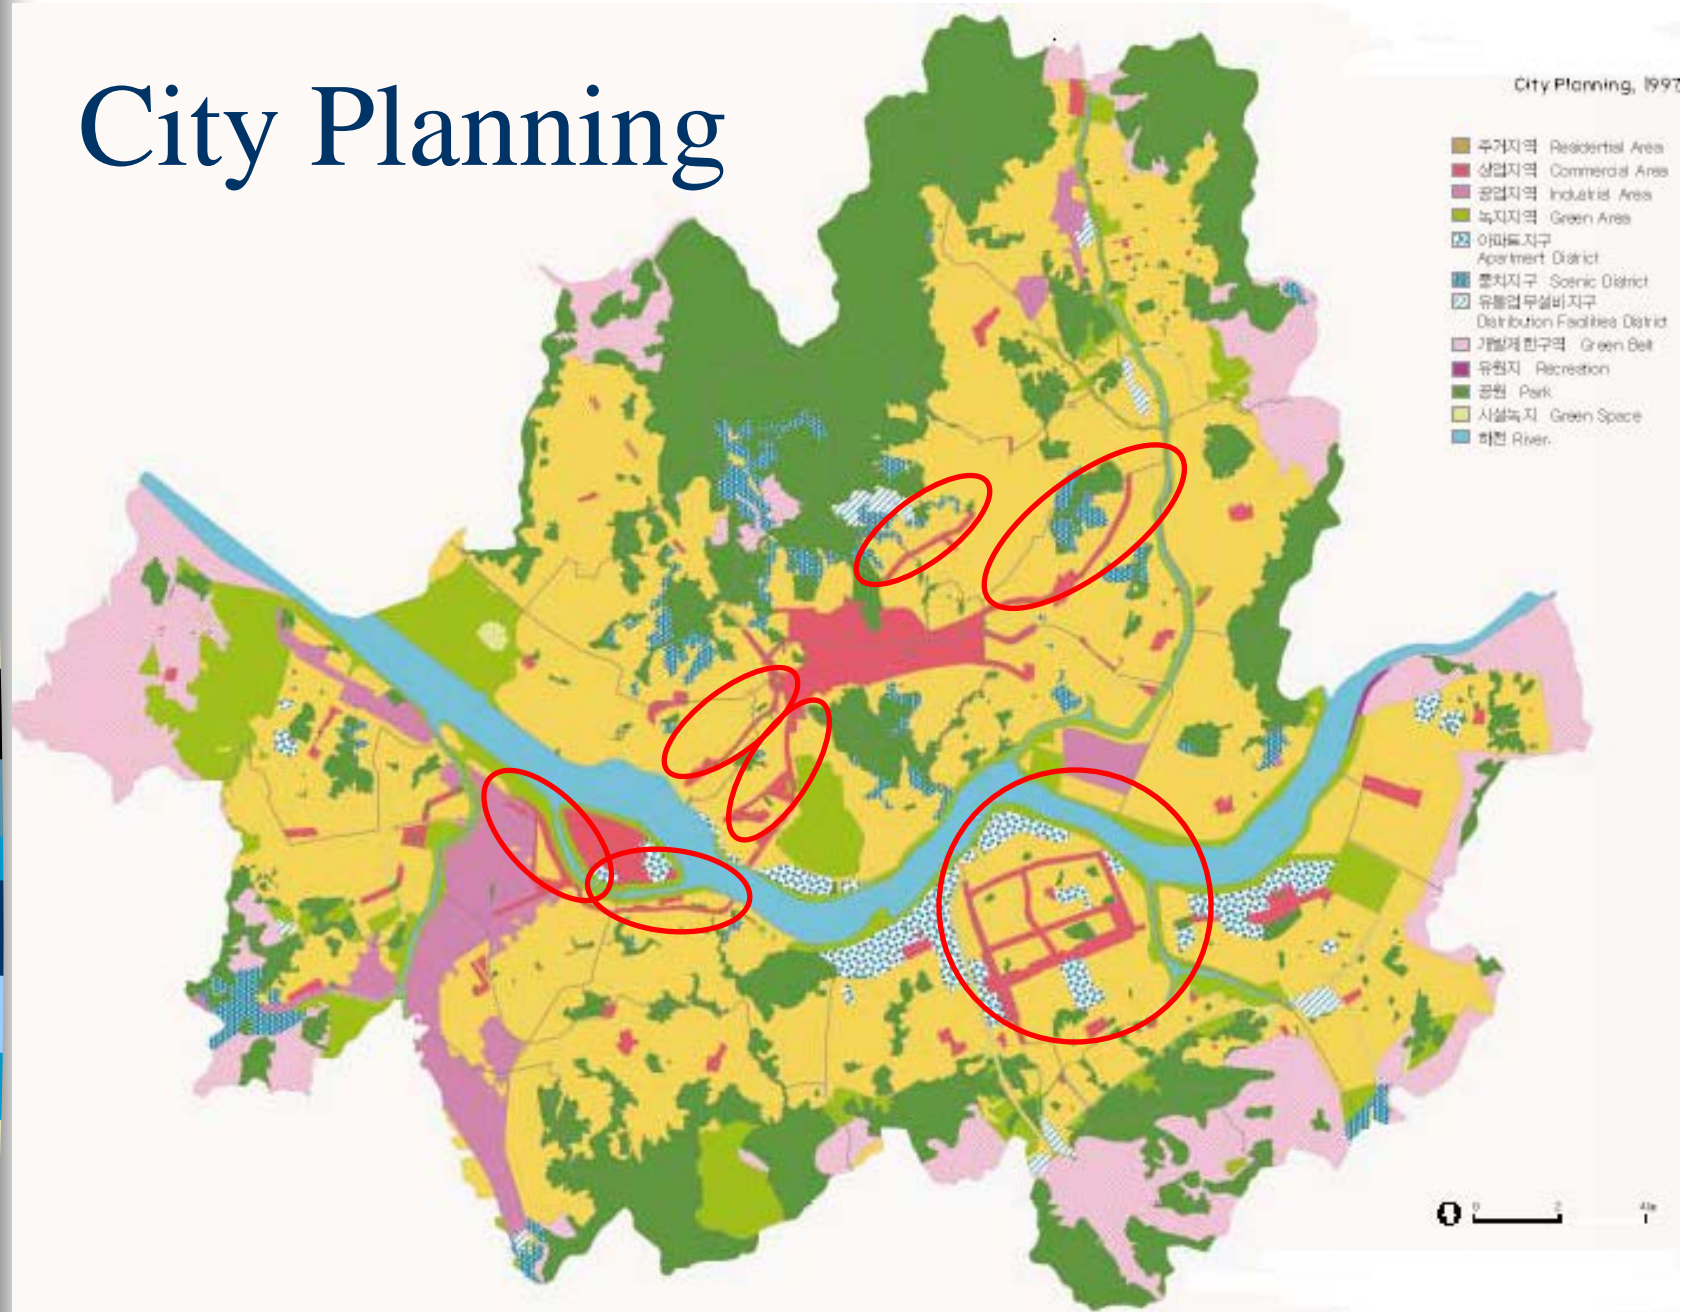 City Planning
City Planning, 1997
주거지역 Residential Area
상업지역 Commercial Area
공업지역 Industrial Area
녹지지역 Green Area
아파트지구
Apartment District
풍치지구 Scenic District
유통업무설비지구
Distribution Facilities District
개발제한구역 Green Belt
유원지 Recreation
공원 Park
시설녹지 Green Space
하천 River
0 2 4㎞